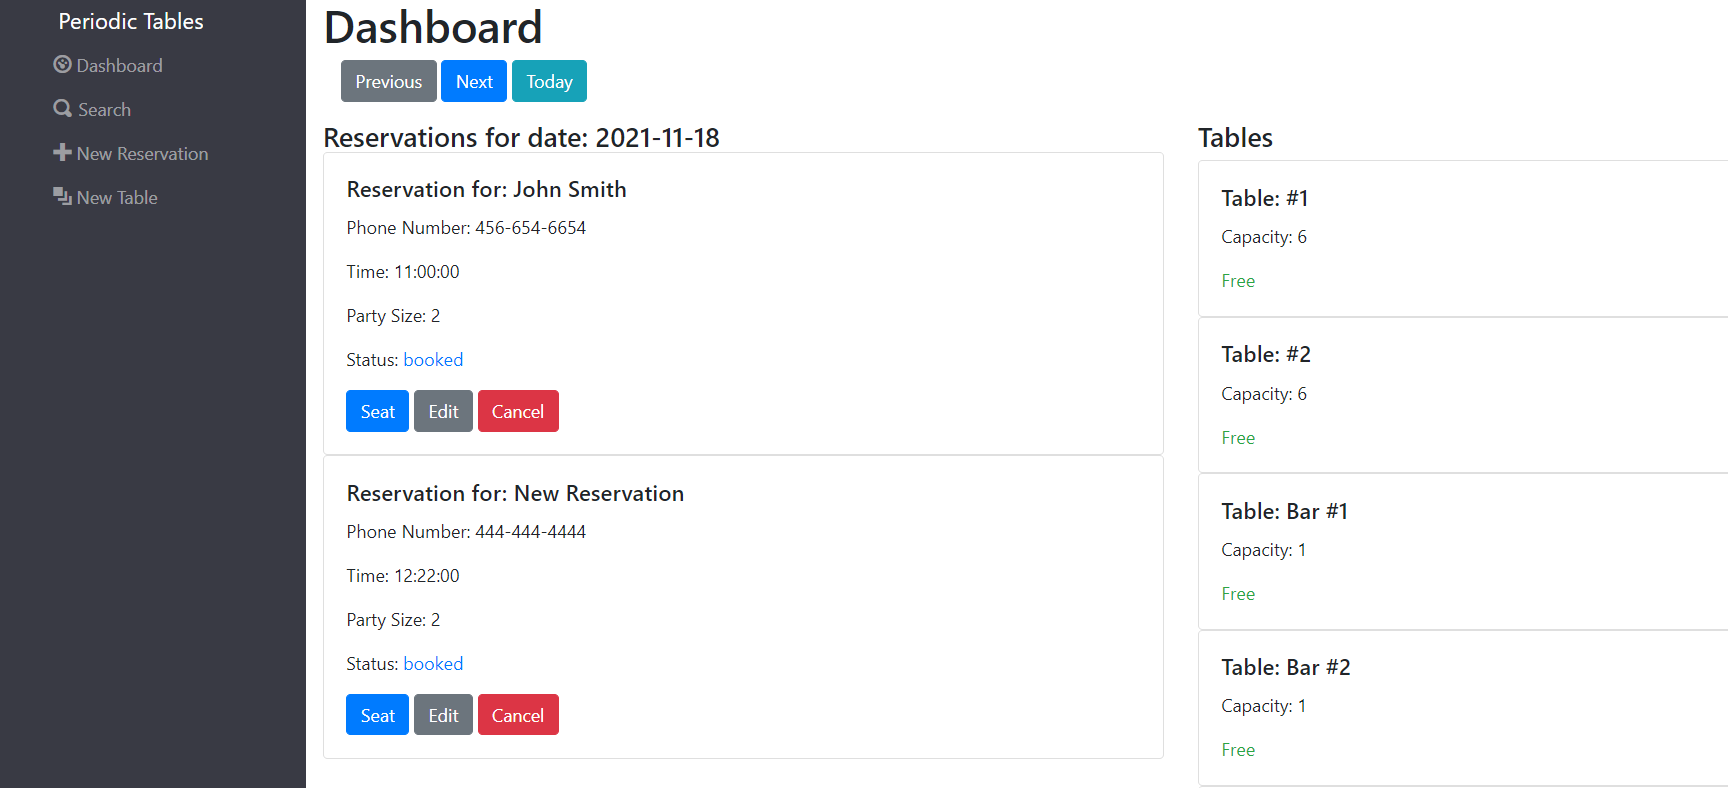 Periodic Tables
Dashboard
Search
New Reservation
New Table
Dashboard
Previous Next Today
Reservations for date: 2021-11-18
Reservation for: John Smith
Phone Number: 456-654-6654
Time: 11:00:00
Party Size: 2
Status: booked
Seat Edit Cancel
Reservation for: New Reservation
Phone Number: 444-444-4444
Time: 12:22:00
Party Size: 2
Status: booked
Seat Edit Cancel
Tables
Table: #1
Capacity: 6
Free
Table: #2
Capacity: 6
Free
Table: Bar #1
Capacity: 1
Free
Table: Bar #2
Capacity: 1
Free